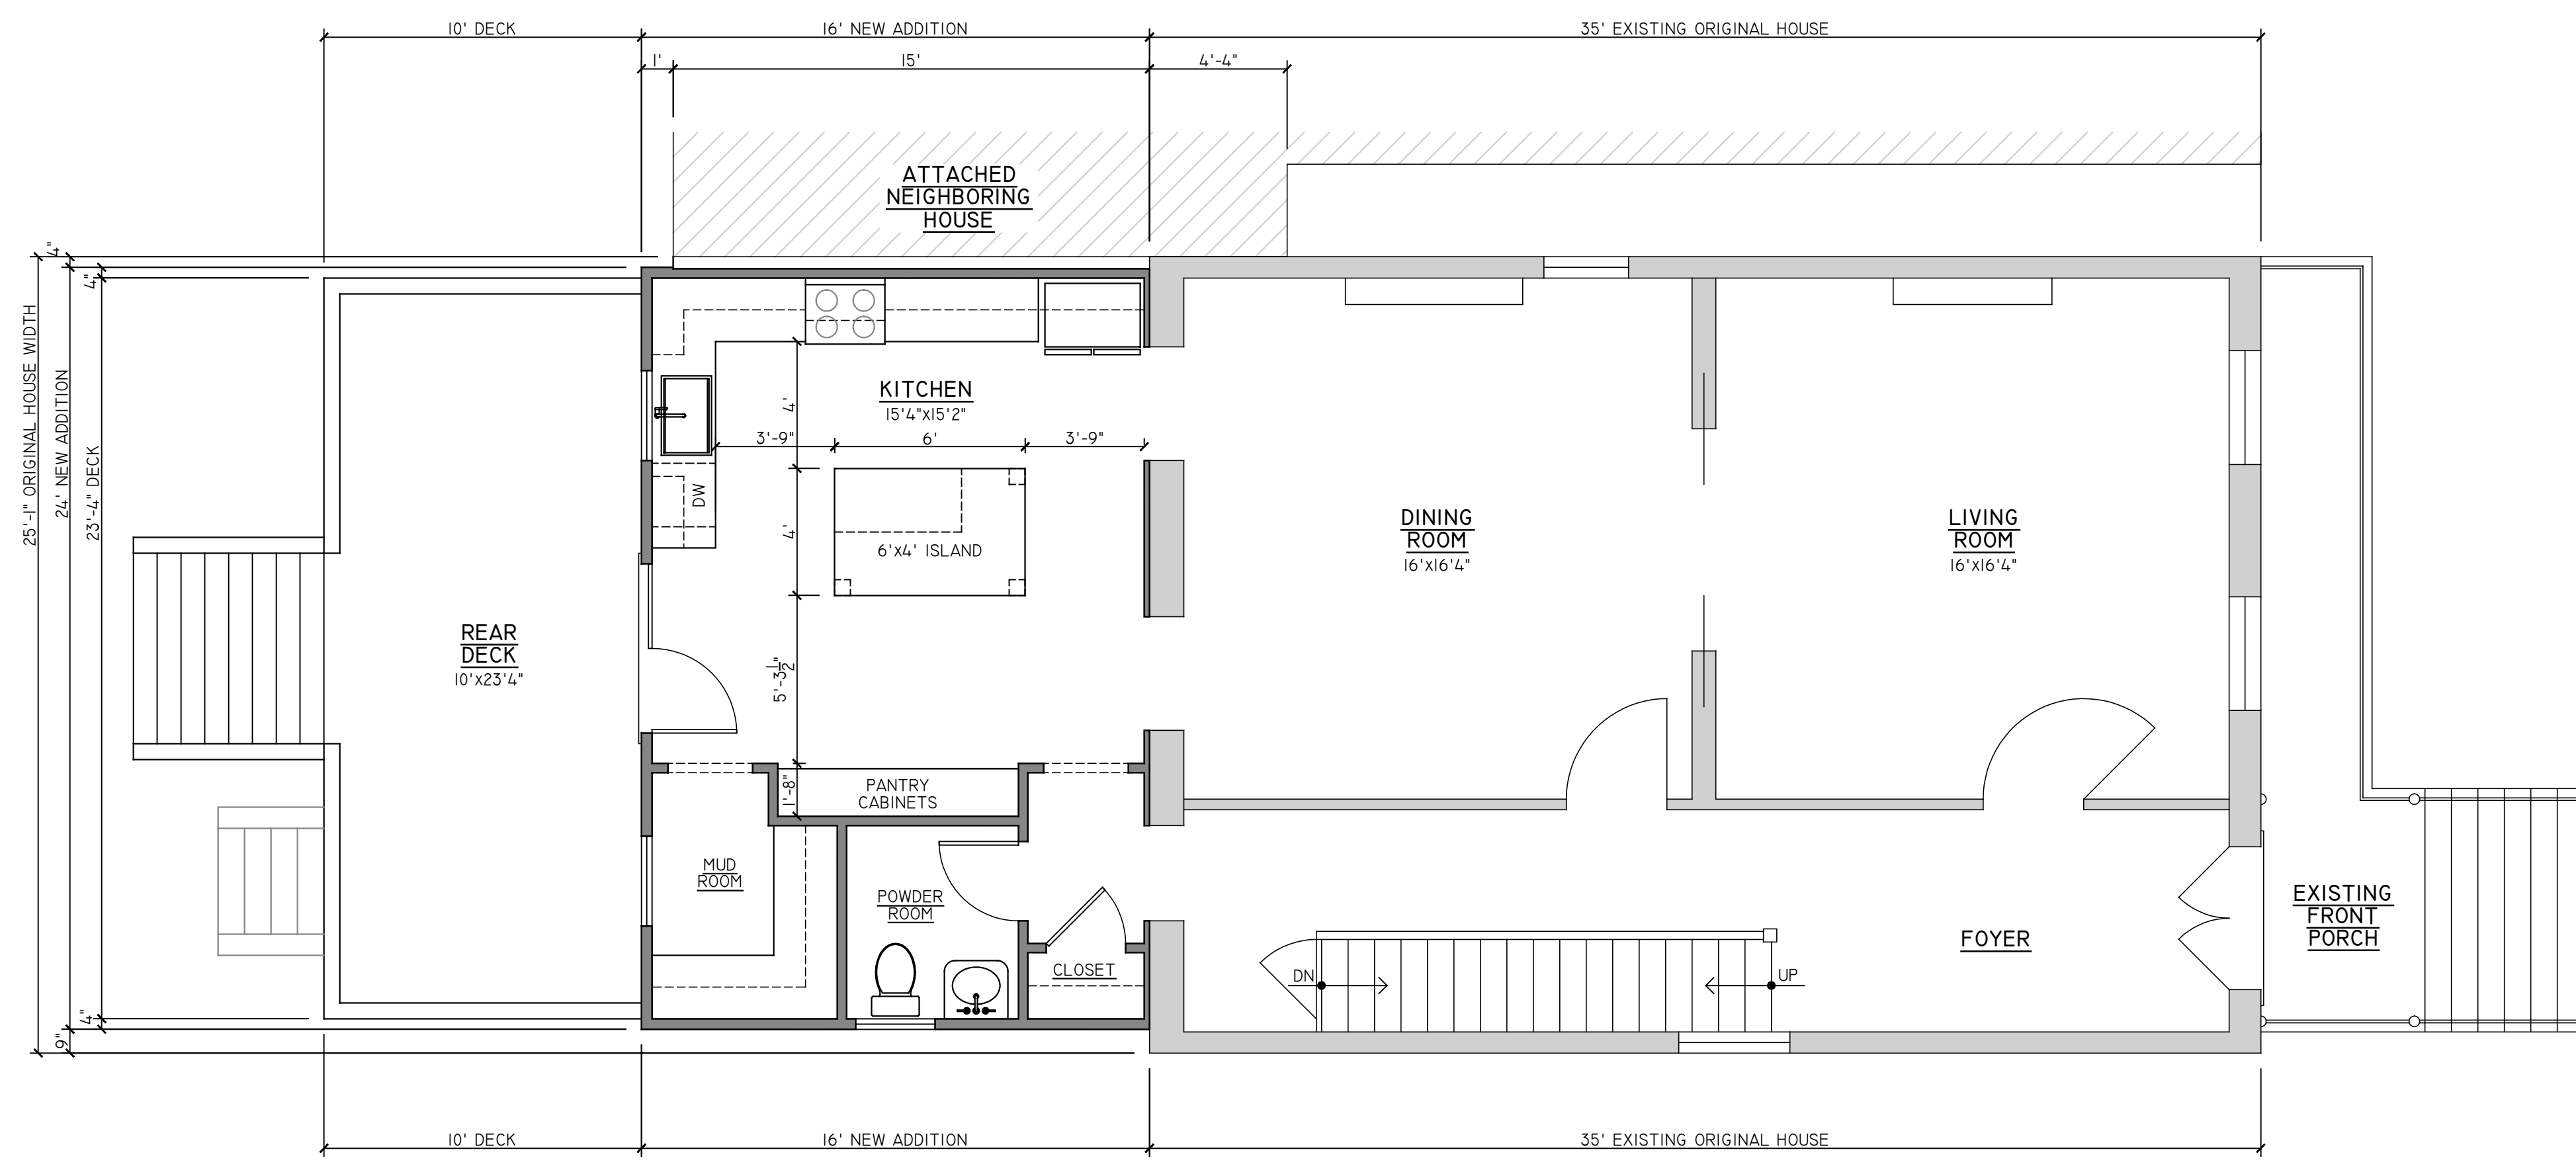 10' DECK
16' NEW ADDITION
35' EXISTING ORIGINAL HOUSE
1'
15'
4'-4"
ATTACHED
NEIGHBORING
HOUSE
4"
4"
25'-1" ORIGINAL HOUSE WIDTH
24' NEW ADDITION
23'-4" DECK
KITCHEN
15'4"x15'2"
4'
3'-9"
6'
3'-9"
DW
4'
6'x4' ISLAND
DINING
ROOM
16'x16'4"
LIVING
ROOM
16'x16'4"
REAR
DECK
10'x23'4"
5'-3 1/2"
1'-8"
PANTRY
CABINETS
MUD
ROOM
POWDER
ROOM
CLOSET
DN
UP
FOYER
EXISTING
FRONT
PORCH
4"
9"
10' DECK
16' NEW ADDITION
35' EXISTING ORIGINAL HOUSE